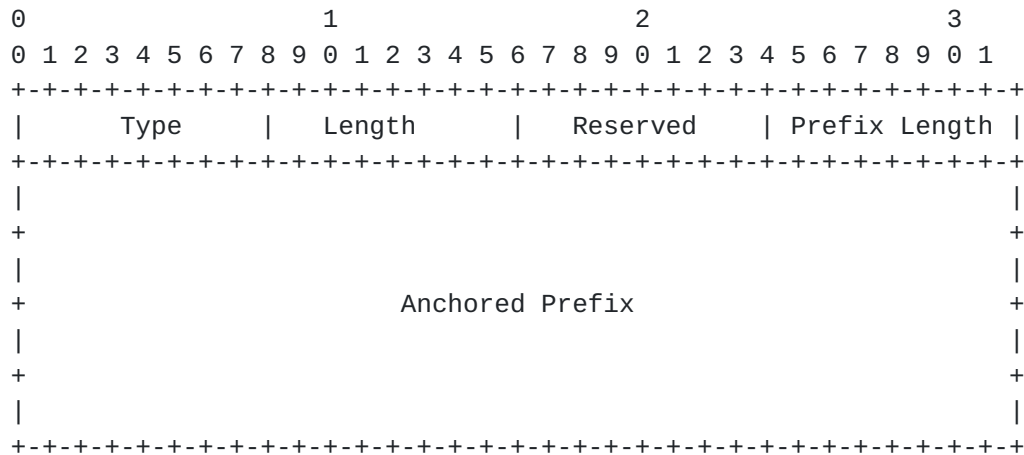 0                   1                   2                   3
0 1 2 3 4 5 6 7 8 9 0 1 2 3 4 5 6 7 8 9 0 1 2 3 4 5 6 7 8 9 0 1
+-+-+-+-+-+-+-+-+-+-+-+-+-+-+-+-+-+-+-+-+-+-+-+-+-+-+-+-+-+-+-+-+
|      Type     |   Length      |   Reserved    | Prefix Length |
+-+-+-+-+-+-+-+-+-+-+-+-+-+-+-+-+-+-+-+-+-+-+-+-+-+-+-+-+-+-+-+-+
|                                                               |
+                                                               +
|                                                               |
+                        Anchored Prefix                        +
|                                                               |
+                                                               +
|                                                               |
+-+-+-+-+-+-+-+-+-+-+-+-+-+-+-+-+-+-+-+-+-+-+-+-+-+-+-+-+-+-+-+-+